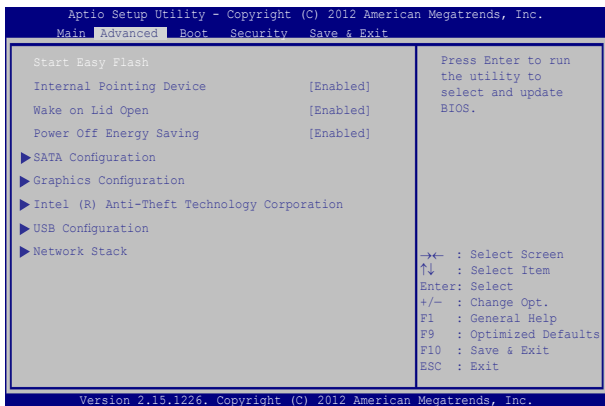 Aptio Setup Utility - Copyright (C) 2012 American Megatrends, Inc.
Main Advanced Boot Security Save & Exit
Start Easy Flash
Internal Pointing Device [Enabled]
Wake on Lid Open [Enabled]
Power Off Energy Saving [Enabled]
SATA Configuration
Graphics Configuration
Intel (R) Anti-Theft Technology Corporation
USB Configuration
Network Stack
Press Enter to run
the utility to
select and update
BIOS.
→← : Select Screen
↑↓ : Select Item
Enter: Select
+/— : Change Opt.
F1 : General Help
F9 : Optimized Defaults
F10 : Save & Exit
ESC : Exit
Version 2.15.1226. Copyright (C) 2012 American Megatrends, Inc.